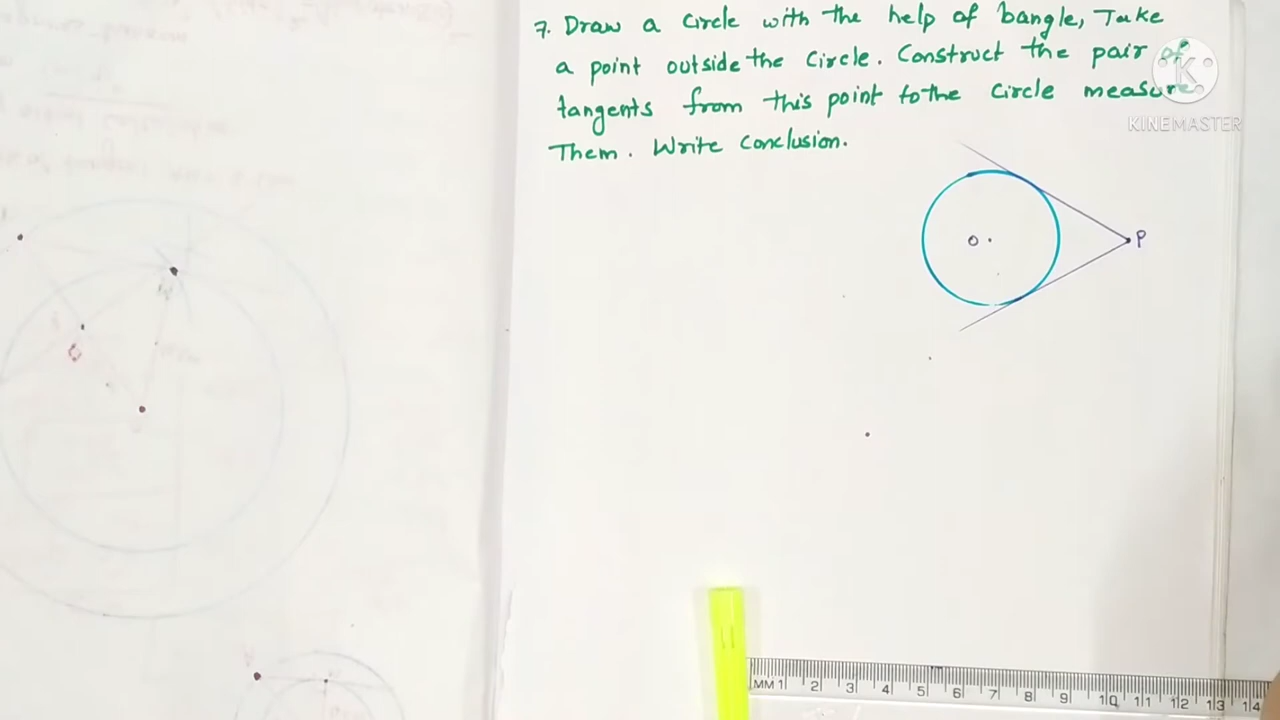 7. Draw a circle with the help of bangle, Take
a point outside the circle. Construct the pair of
tangents from this point to the circle measure
Them. Write conclusion.
K
KINEMASTER
O
P
MM 1 2 3 4 5 6 7 8 9 10 11 12 13 14